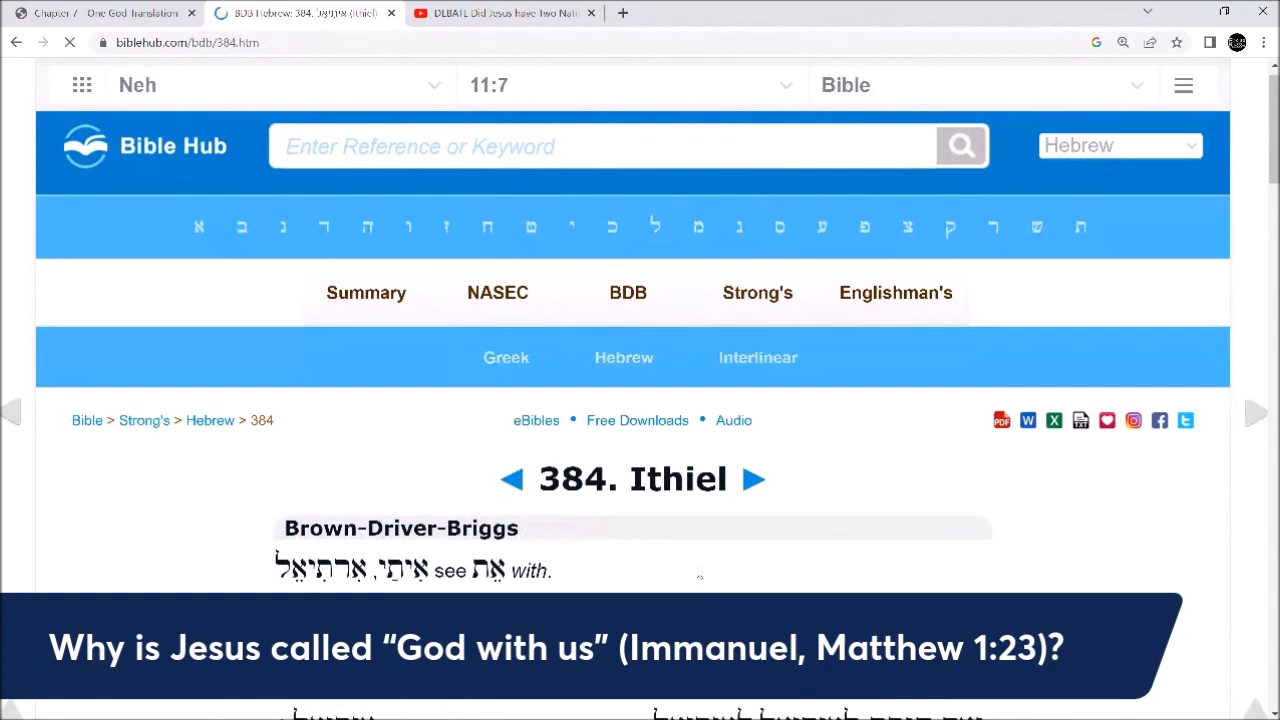 Chapter 7 - One God Translation
BDB Hebrew: 384. אִיתִיאֵל (Ithiel)
DEBATE Did Jesus have Two Natu
biblehub.com/bdb/384.htm
Neh
11:7
Bible
Bible Hub
Enter Reference or Keyword
Hebrew
א ב ג ד ה ו ז ח ט י כ ל מ נ ס ע פ צ ק ר ש ת
Summary
NASEC
BDB
Strong's
Englishman's
Greek
Hebrew
Interlinear
Bible > Strong's > Hebrew > 384
eBibles • Free Downloads • Audio
◄ 384. Ithiel ►
Brown-Driver-Briggs
see אֵת with.
Why is Jesus called “God with us” (Immanuel, Matthew 1:23)?